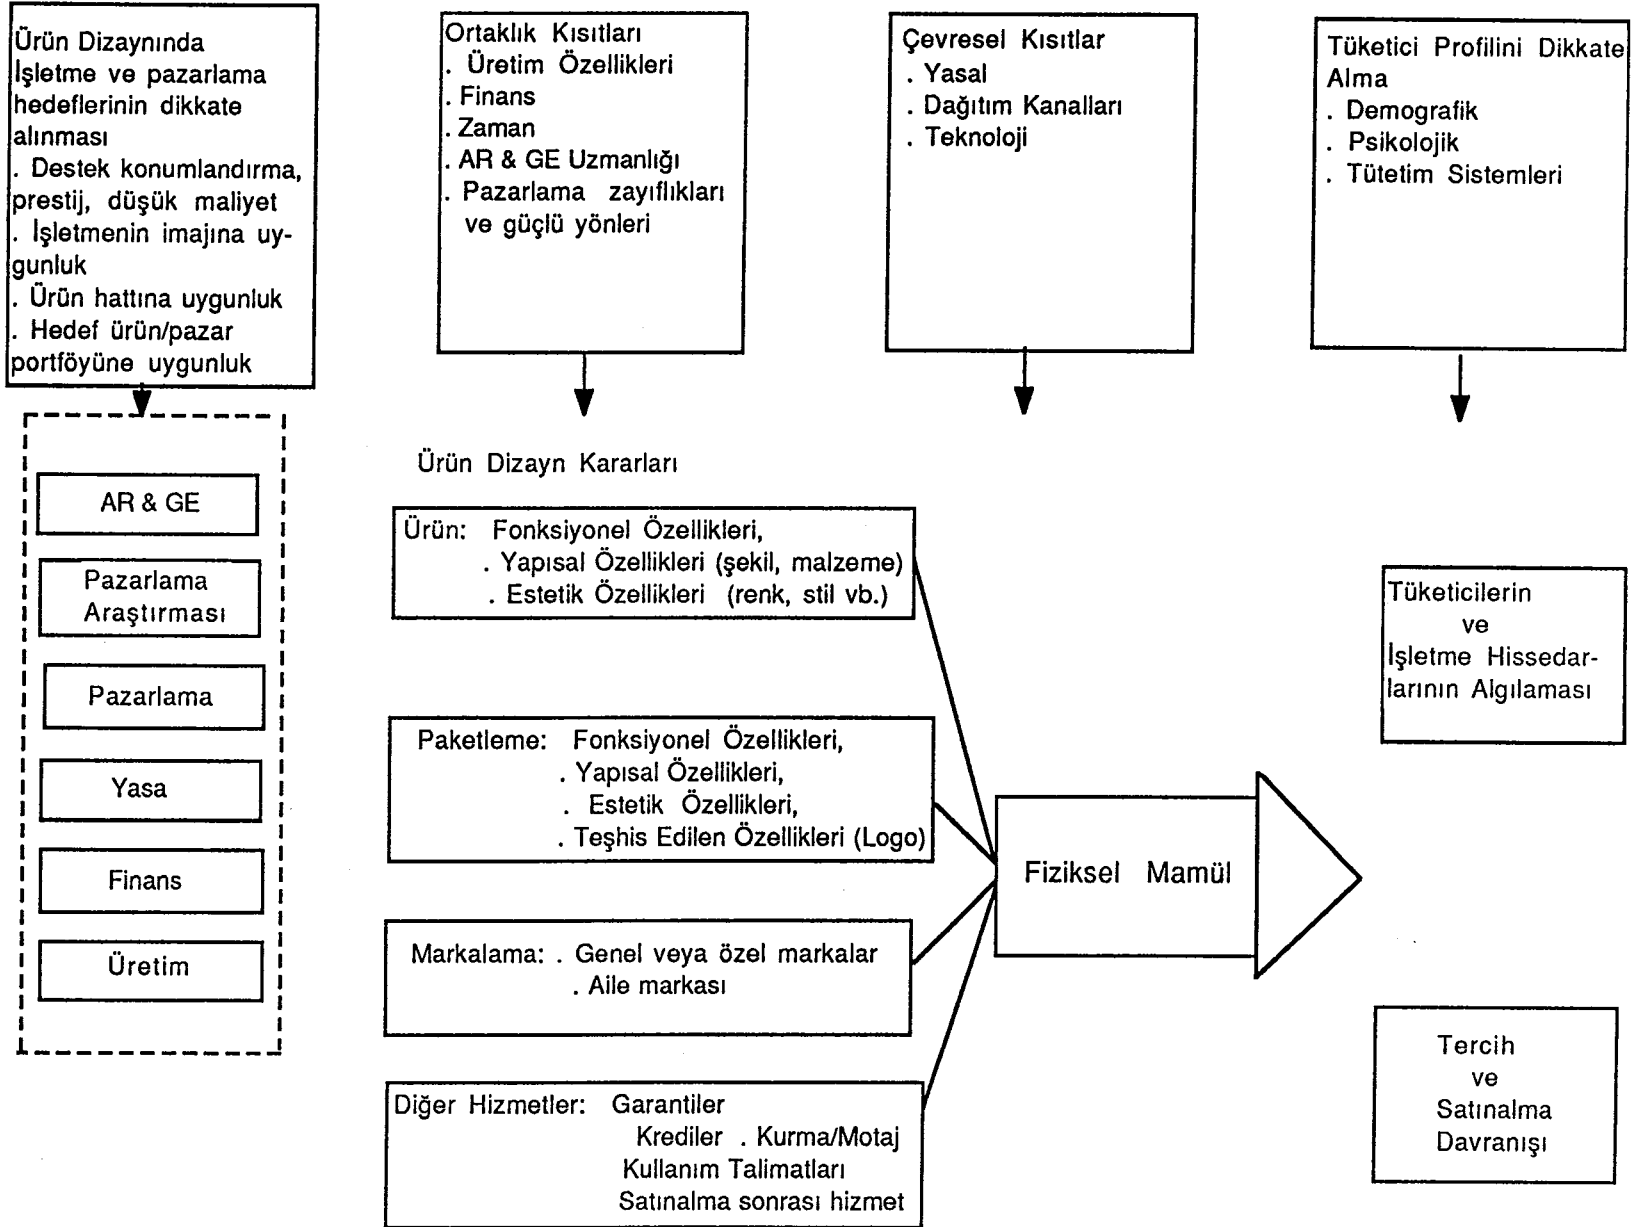 Ürün Dizaynında
İşletme ve pazarlama
hedeflerinin dikkate
alınması
. Destek konumlandırma,
prestij, düşük maliyet
. İşletmenin imajına uy-
gunluk
. Ürün hattına uygunluk
. Hedef ürün/pazar
portföyüne uygunluk
Ortaklık Kısıtları
. Üretim Özellikleri
. Finans
. Zaman
. AR & GE Uzmanlığı
. Pazarlama zayıflıkları
ve güçlü yönleri
Çevresel Kısıtlar
. Yasal
. Dağıtım Kanalları
. Teknoloji
Tüketici Profilini Dikkate
Alma
. Demografik
. Psikolojik
. Tütetim Sistemleri
AR & GE
Pazarlama
Araştırması
Pazarlama
Yasa
Finans
Üretim
Ürün Dizayn Kararları
Ürün: Fonksiyonel Özellikleri,
. Yapısal Özellikleri (şekil, malzeme)
. Estetik Özellikleri (renk, stil vb.)
Paketleme: Fonksiyonel Özellikleri,
. Yapısal Özellikleri,
. Estetik Özellikleri,
. Teşhis Edilen Özellikleri (Logo)
Markalama: . Genel veya özel markalar
. Aile markası
Diğer Hizmetler: Garantiler
Krediler . Kurma/Motaj
Kullanım Talimatları
Satınalma sonrası hizmet
Fiziksel Mamül
Tüketicilerin
ve
İşletme Hissedar-
larının Algılaması
Tercih
ve
Satınalma
Davranışı